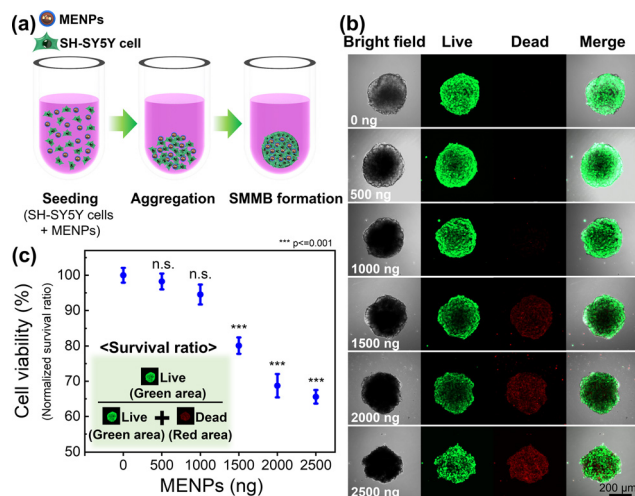 (a)
MENPs
SH-SY5Y cell
Seeding
(SH-SY5Y cells
+ MENPs)
Aggregation
SMMB formation
(b)
Bright field Live Dead Merge
0 ng
500 ng
1000 ng
1500 ng
2000 ng
2500 ng
200 μm
(c)
*** p<=0.001
Cell viability (%)
(Normalized survival ratio)
100
90
80
70
60
50
n.s.
n.s.
***
***
***
<Survival ratio>
Live
(Green area)
Live + Dead
(Green area) (Red area)
0 500 1000 1500 2000 2500
MENPs (ng)